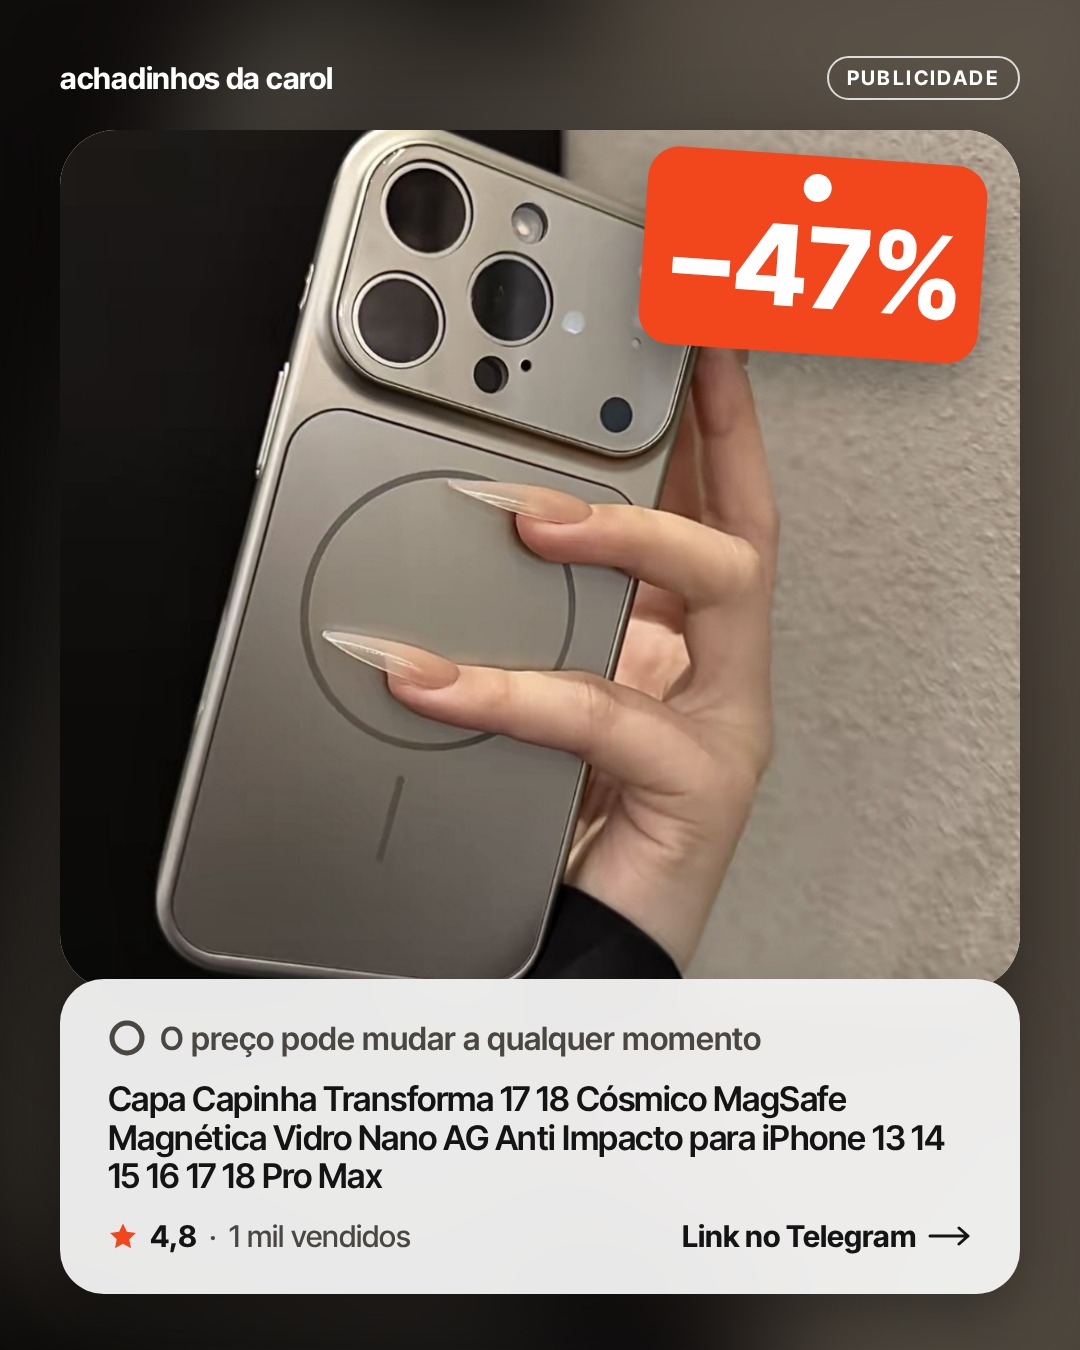 achadinhos da carol
PUBLICIDADE
–47%
O preço pode mudar a qualquer momento
Capa Capinha Transforma 17 18 Cósmico MagSafe
Magnética Vidro Nano AG Anti Impacto para iPhone 13 14
15 16 17 18 Pro Max
4,8 · 1 mil vendidos
Link no Telegram →